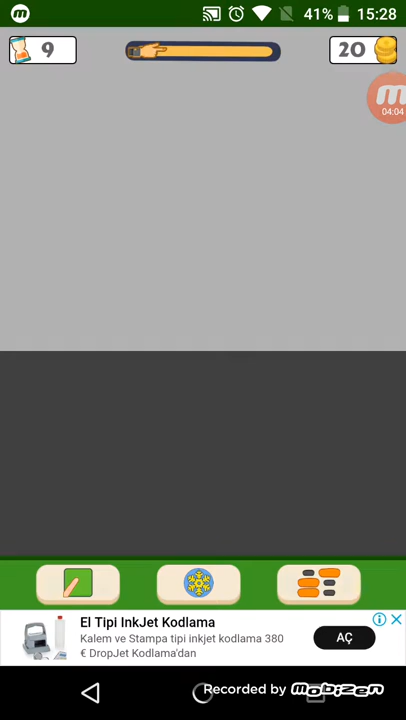 41% 15:28
9
20
04:04
El Tipi InkJet Kodlama
Kalem ve Stampa tipi inkjet kodlama 380
€ DropJet Kodlama'dan
AÇ
Recorded by MOBIZEN